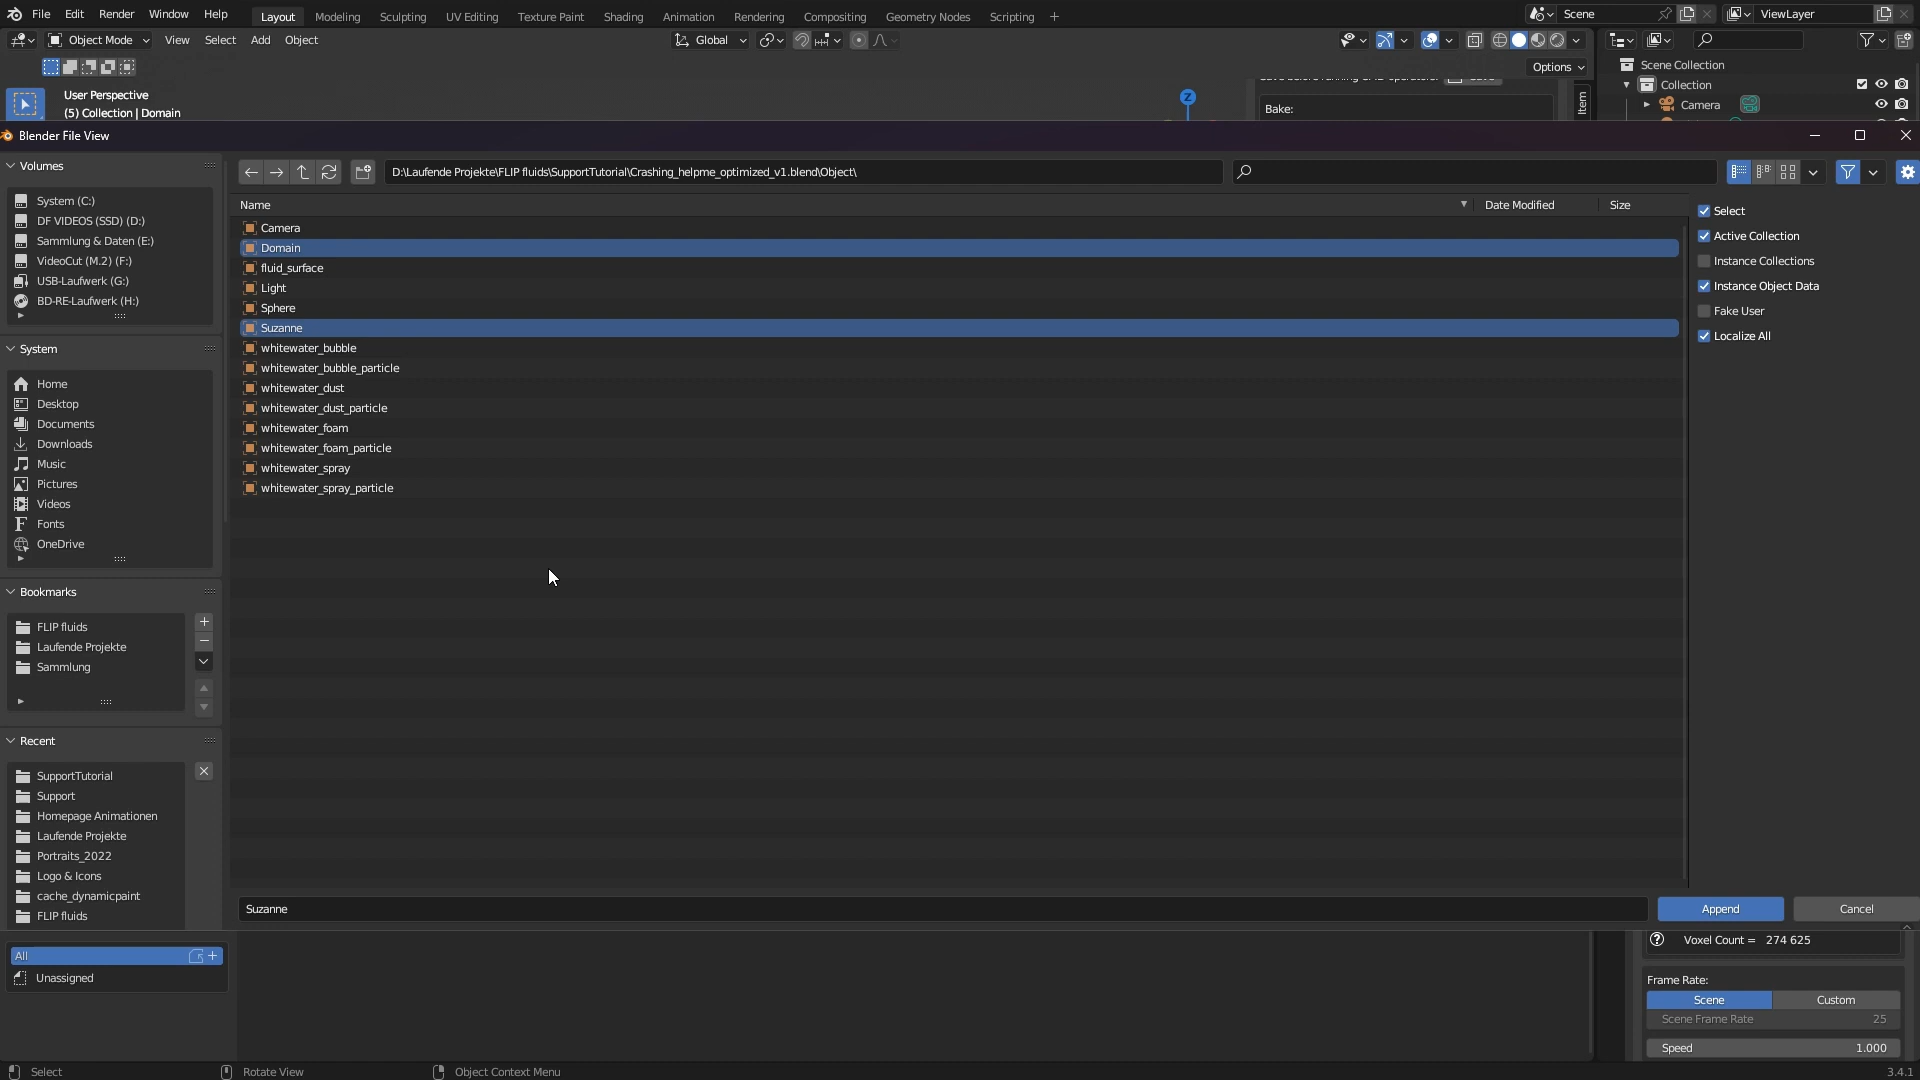 File Edit Render Window Help Layout Modeling Sculpting UV Editing Texture Paint Shading Animation Rendering Compositing Geometry Nodes Scripting + Scene ViewLayer
Object Mode View Select Add Object Global
Options
User Perspective
(5) Collection | Domain
Bake:
Item
Scene Collection
Collection
Camera
Z
Blender File View
Volumes
System (C:)
DF VIDEOS (SSD) (D:)
Sammlung & Daten (E:)
VideoCut (M.2) (F:)
USB-Laufwerk (G:)
BD-RE-Laufwerk (H:)
System
Home
Desktop
Documents
Downloads
Music
Pictures
Videos
Fonts
OneDrive
Bookmarks
FLIP fluids
Laufende Projekte
Sammlung
Recent
SupportTutorial
Support
Homepage Animationen
Laufende Projekte
Portraits_2022
Logo & Icons
cache_dynamicpaint
FLIP fluids
D:\Laufende Projekte\FLIP fluids\SupportTutorial\Crashing_helpme_optimized_v1.blend\Object\
Name Date Modified Size
Camera
Domain
fluid_surface
Light
Sphere
Suzanne
whitewater_bubble
whitewater_bubble_particle
whitewater_dust
whitewater_dust_particle
whitewater_foam
whitewater_foam_particle
whitewater_spray
whitewater_spray_particle
Select
Active Collection
Instance Collections
Instance Object Data
Fake User
Localize All
Suzanne
Append Cancel
All
Unassigned
Voxel Count = 274 625
Frame Rate:
Scene Custom
Scene Frame Rate 25
Speed 1.000
Select Rotate View Object Context Menu 3.4.1